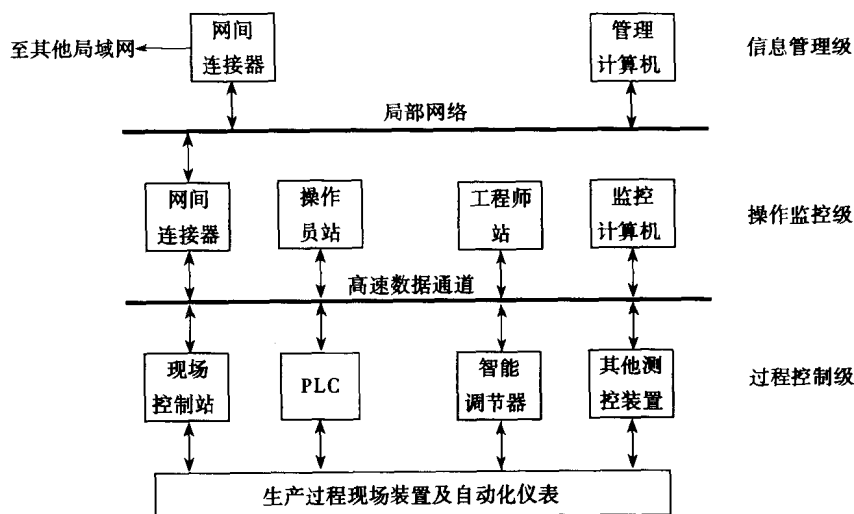 至其他局域网
网间
连接器
管理
计算机
信息管理级
局部网络
网间
连接器
操作
员站
工程师
站
监控
计算机
操作监控级
高速数据通道
现场
控制站
PLC
智能
调节器
其他测
控装置
过程控制级
生产过程现场装置及自动化仪表